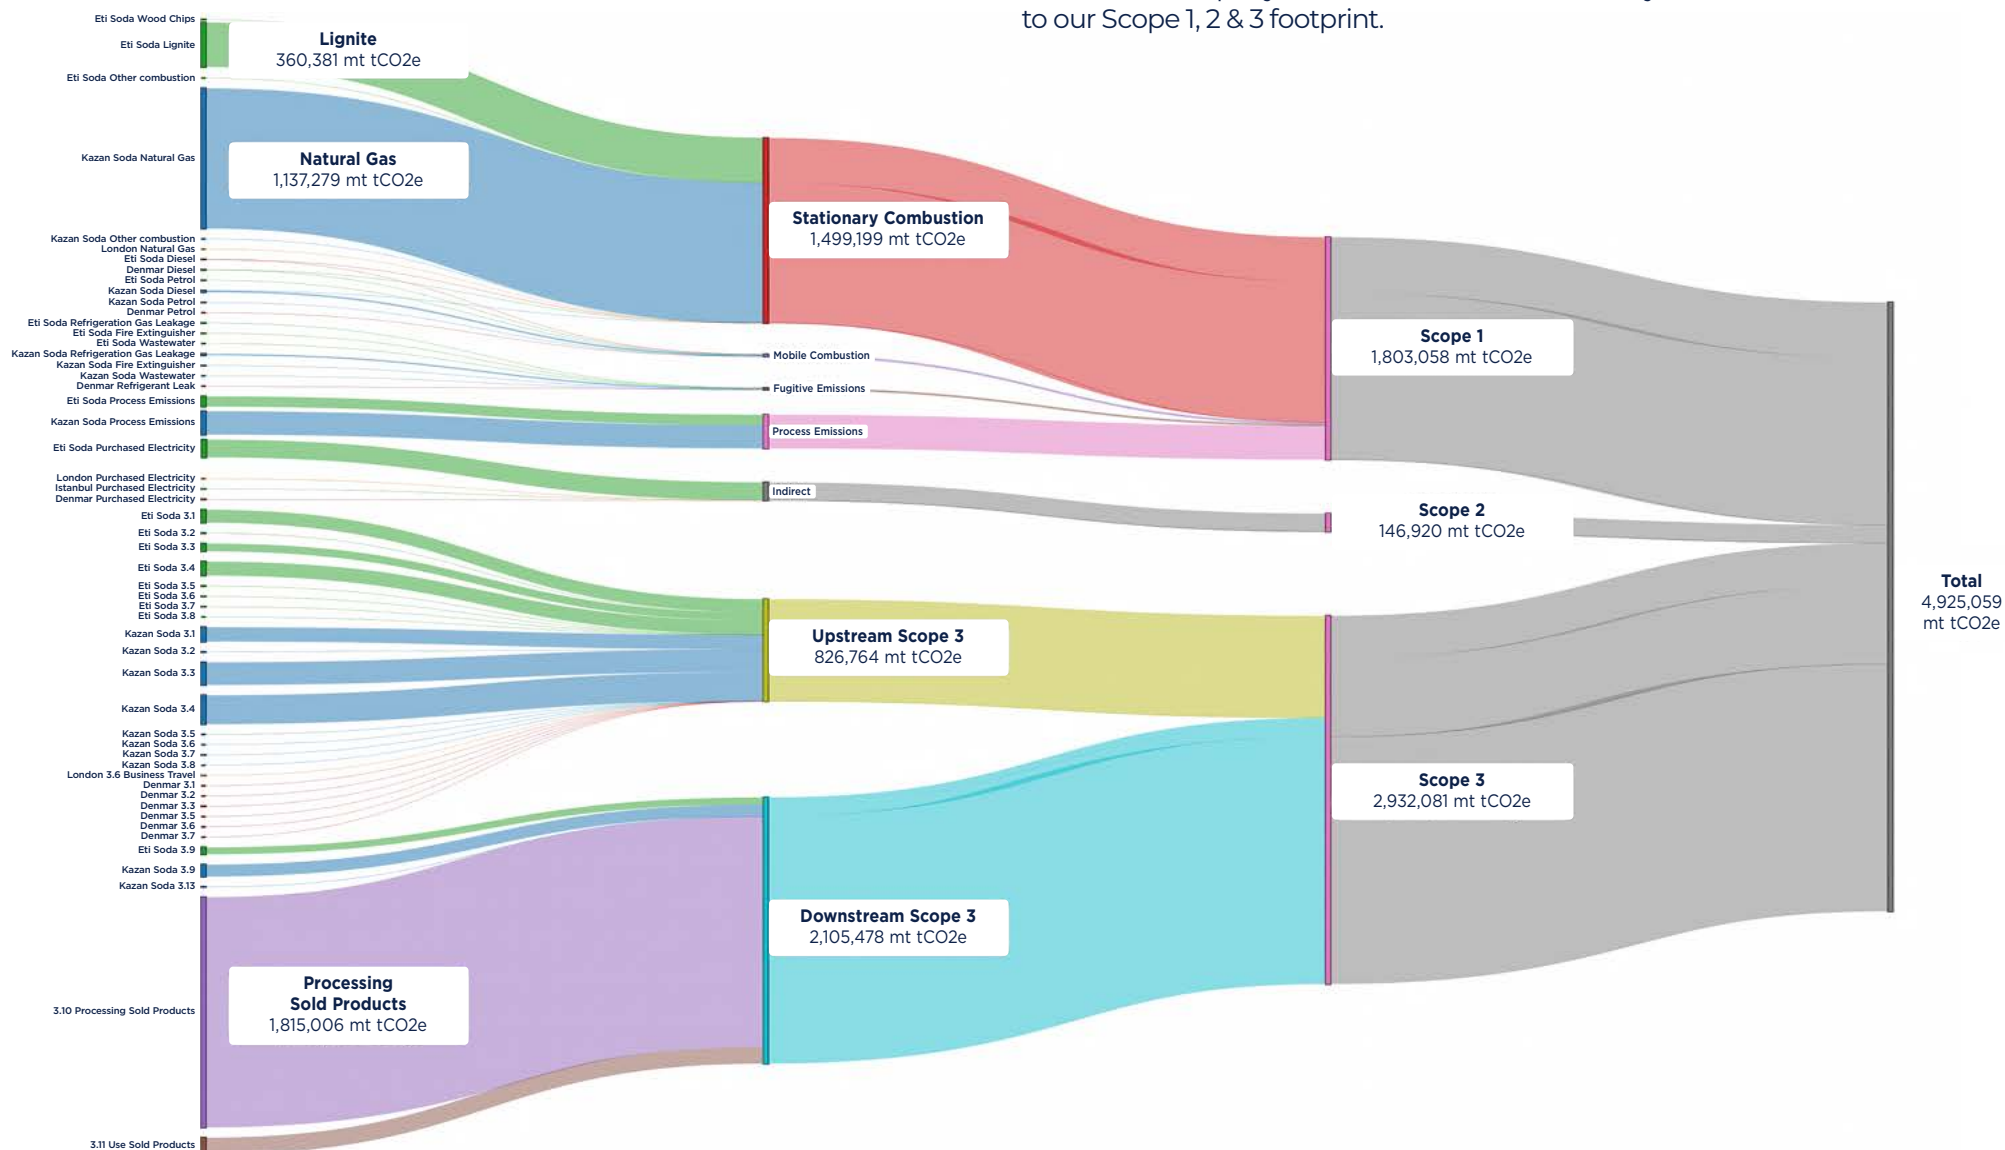 to our Scope 1, 2 & 3 footprint.
Eti Soda Wood Chips
Eti Soda Lignite
Eti Soda Other combustion
Kazan Soda Natural Gas
Kazan Soda Other combustion
London Natural Gas
Eti Soda Diesel
Denmar Diesel
Eti Soda Petrol
Kazan Soda Diesel
Kazan Soda Petrol
Denmar Petrol
Eti Soda Refrigeration Gas Leakage
Eti Soda Fire Extinguisher
Eti Soda Wastewater
Kazan Soda Refrigeration Gas Leakage
Kazan Soda Fire Extinguisher
Kazan Soda Wastewater
Denmar Refrigerant Leak
Eti Soda Process Emissions
Kazan Soda Process Emissions
Eti Soda Purchased Electricity
London Purchased Electricity
Istanbul Purchased Electricity
Denmar Purchased Electricity
Eti Soda 3.1
Eti Soda 3.2
Eti Soda 3.3
Eti Soda 3.4
Eti Soda 3.5
Eti Soda 3.6
Eti Soda 3.7
Eti Soda 3.8
Kazan Soda 3.1
Kazan Soda 3.2
Kazan Soda 3.3
Kazan Soda 3.4
Kazan Soda 3.5
Kazan Soda 3.6
Kazan Soda 3.7
Kazan Soda 3.8
London 3.6 Business Travel
Denmar 3.1
Denmar 3.2
Denmar 3.3
Denmar 3.5
Denmar 3.6
Denmar 3.7
Eti Soda 3.9
Kazan Soda 3.9
Kazan Soda 3.13
3.10 Processing Sold Products
3.11 Use Sold Products
Lignite
360,381 mt tCO2e
Natural Gas
1,137,279 mt tCO2e
Processing
Sold Products
1,815,006 mt tCO2e
Stationary Combustion
1,499,199 mt tCO2e
Mobile Combustion
Fugitive Emissions
Process Emissions
Indirect
Upstream Scope 3
826,764 mt tCO2e
Downstream Scope 3
2,105,478 mt tCO2e
Scope 1
1,803,058 mt tCO2e
Scope 2
146,920 mt tCO2e
Scope 3
2,932,081 mt tCO2e
Total
4,925,059
mt tCO2e